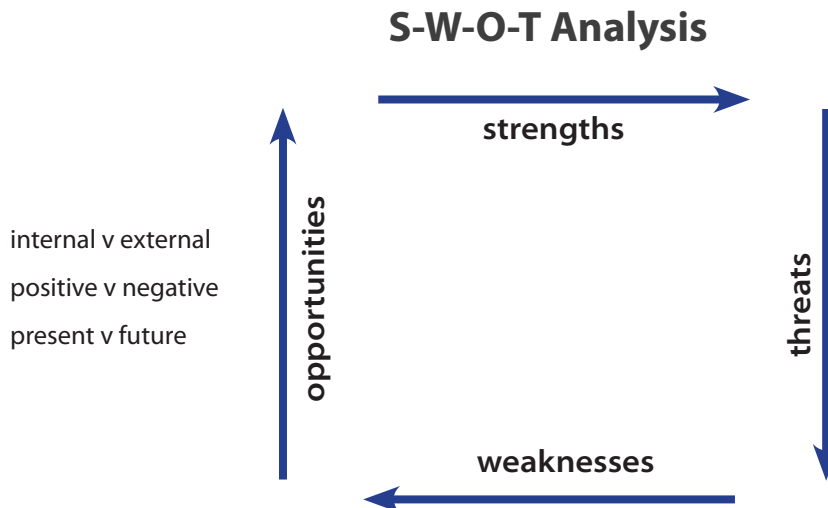 S-W-O-T Analysis
strengths
internal v external
positive v negative
present v future
opportunities
threats
weaknesses